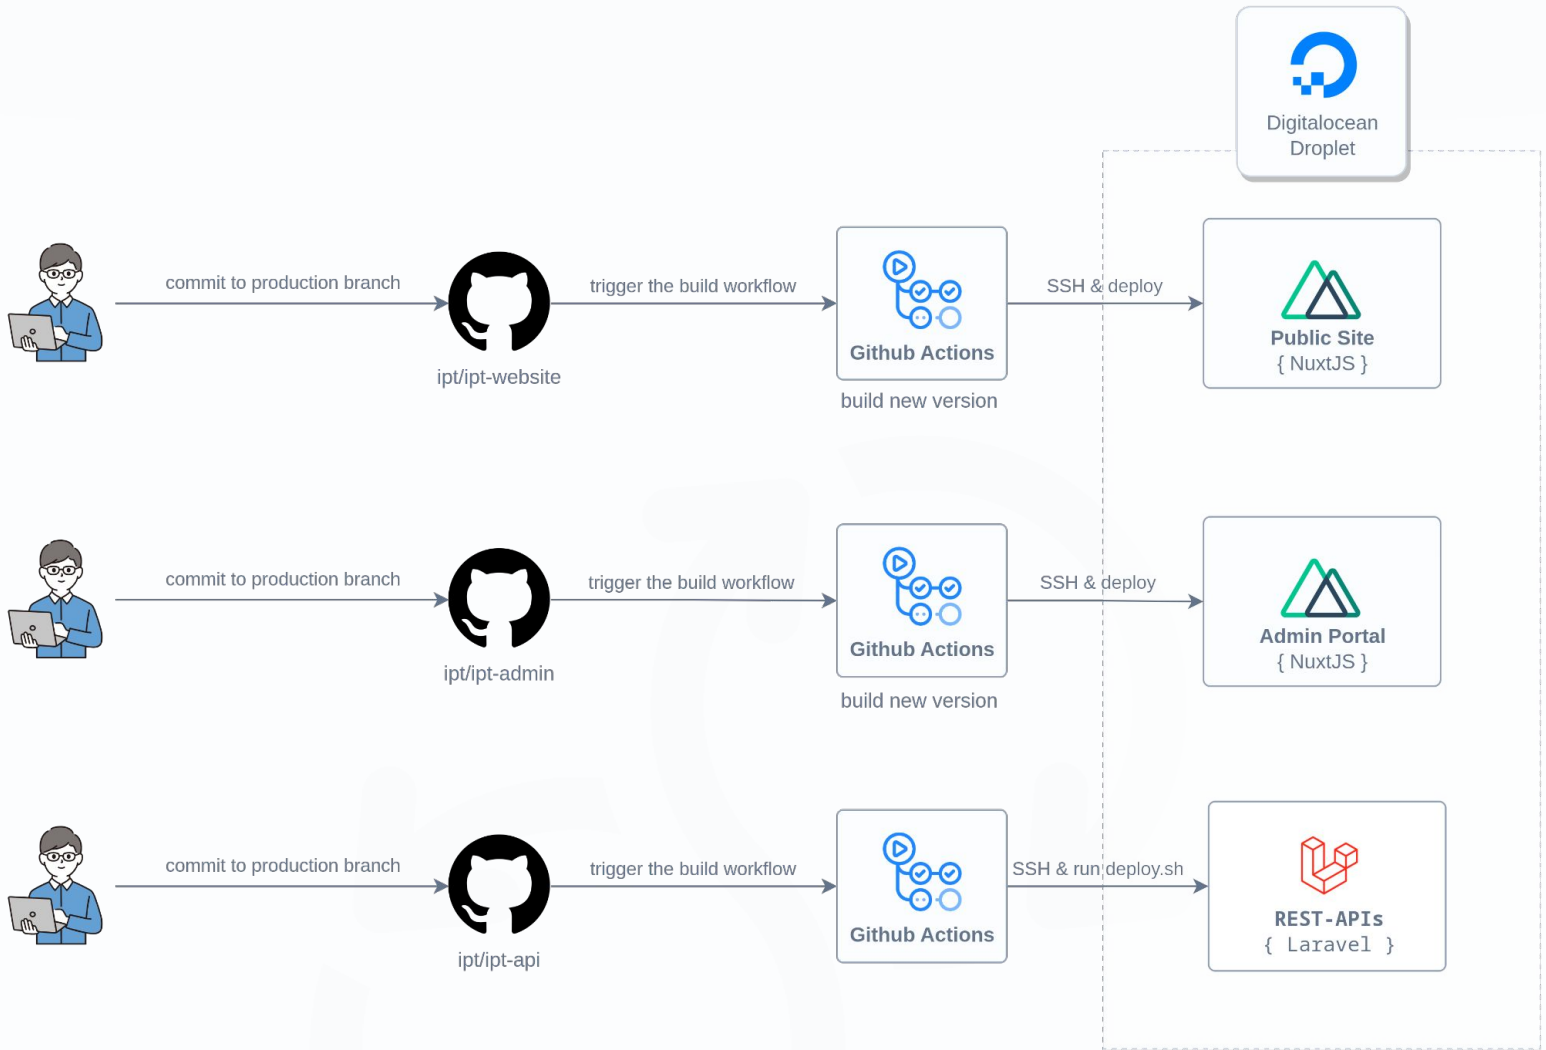 Digitalocean
Droplet
commit to production branch
trigger the build workflow
SSH & deploy
Github Actions
Public Site
{ NuxtJS }
ipt/ipt-website
build new version
commit to production branch
trigger the build workflow
SSH & deploy
Github Actions
Admin Portal
{ NuxtJS }
ipt/ipt-admin
build new version
commit to production branch
trigger the build workflow
SSH & run deploy.sh
Github Actions
REST-APIs
{ Laravel }
ipt/ipt-api